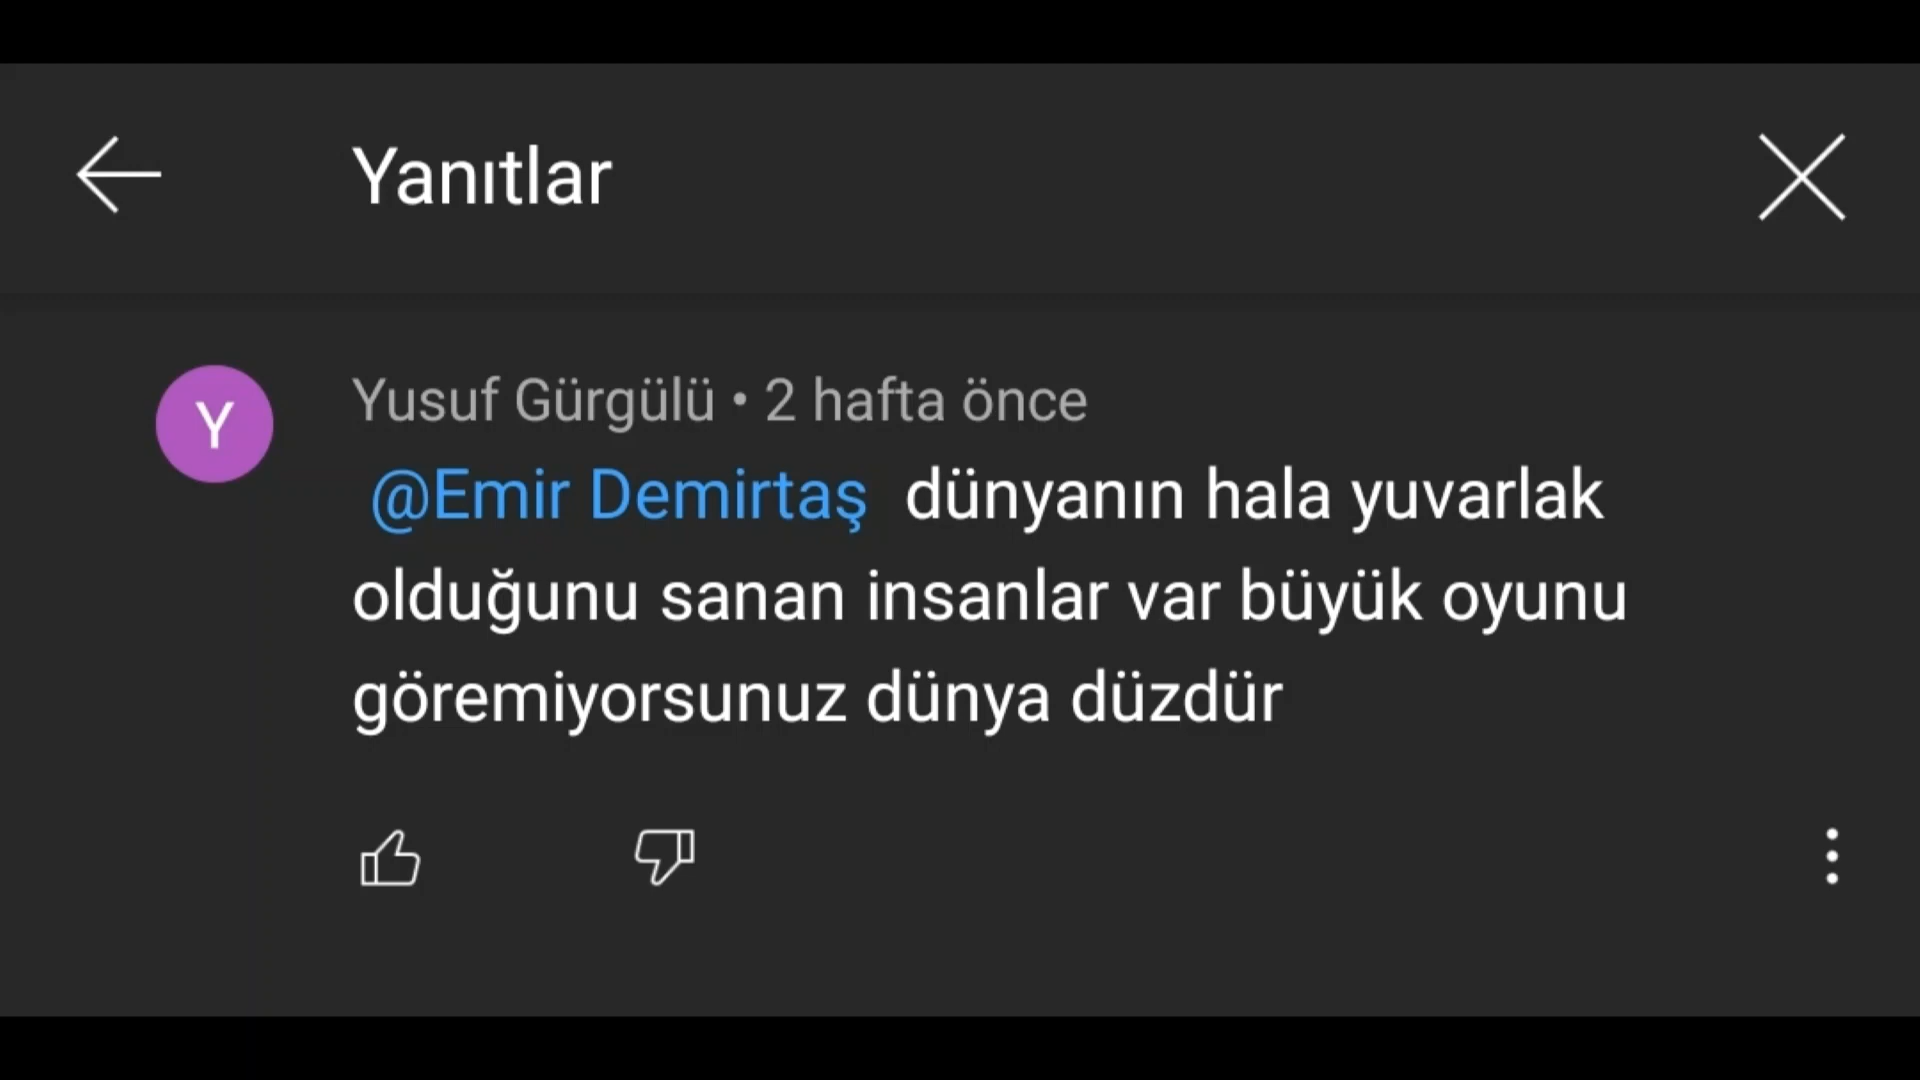 Yanıtlar
Y
Yusuf Gürgülü • 2 hafta önce
@Emir Demirtaş dünyanın hala yuvarlak
olduğunu sanan insanlar var büyük oyunu
göremiyorsunuz dünya düzdür